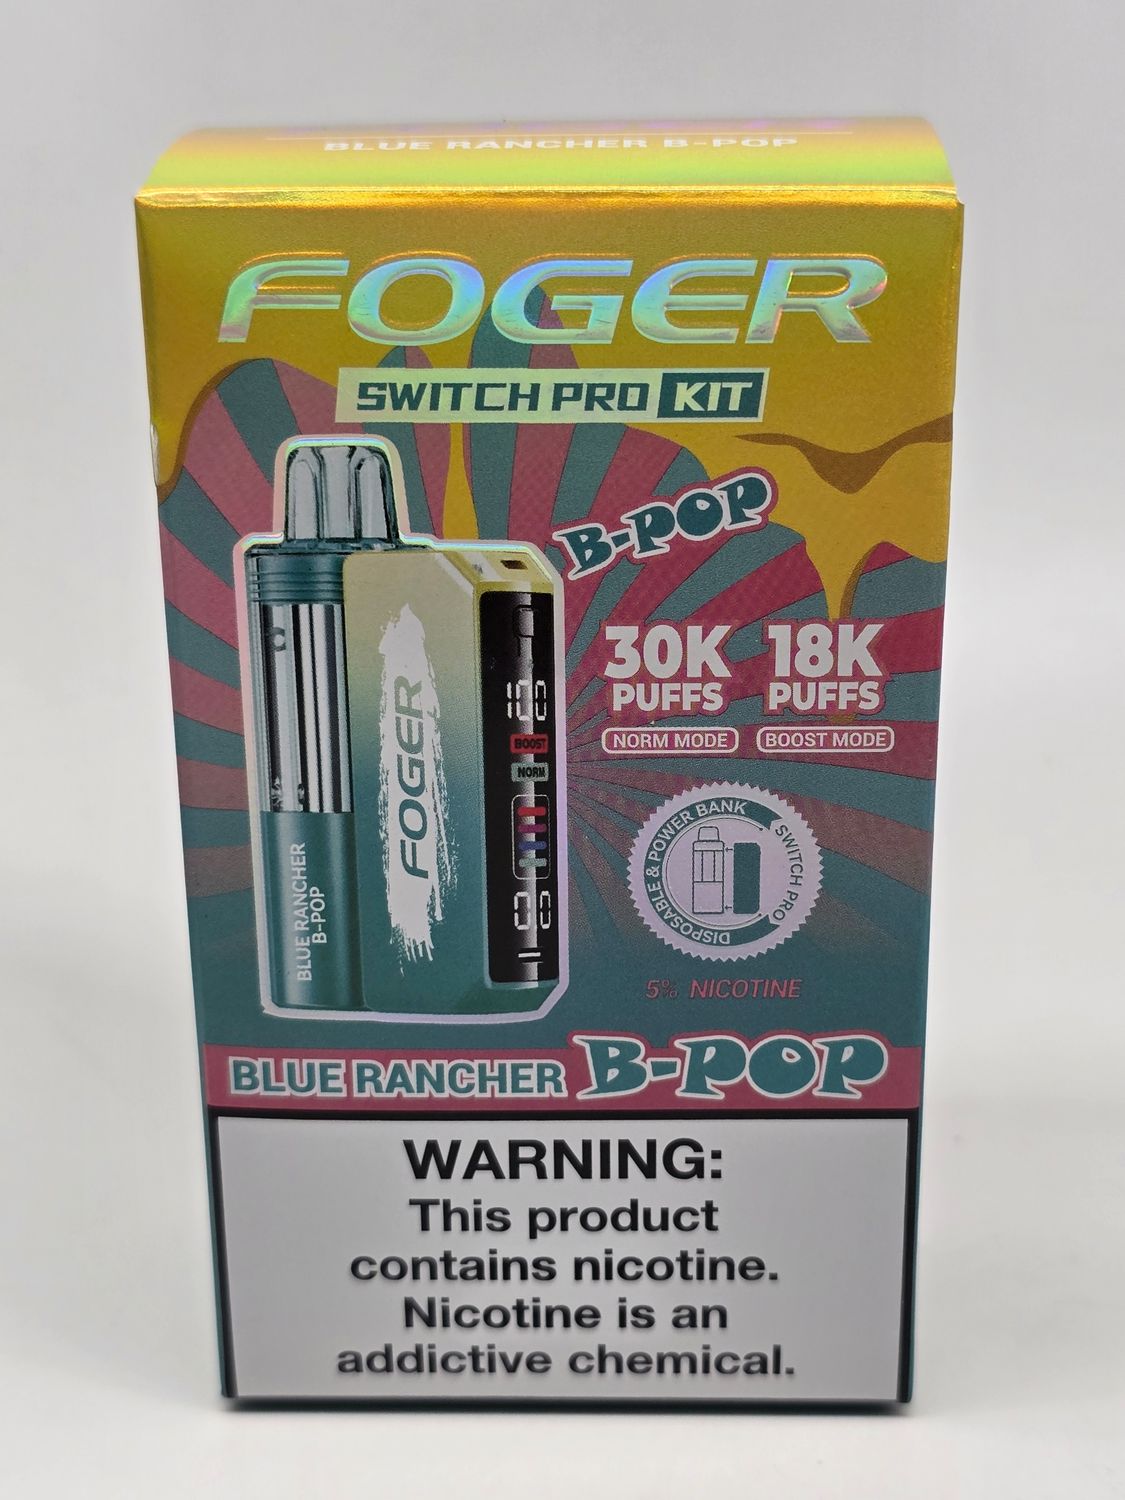 BLUE RANCHER B-POP
FOGER
SWITCH PRO KIT
B-POP
30K PUFFS
NORM MODE
18K PUFFS
BOOST MODE
100
BOOST
NORM
FOGER
BLUE RANCHER
B-POP
DISPOSABLE & POWER BANK
SWITCH PRO
5% NICOTINE
BLUE RANCHER B-POP
WARNING:
This product
contains nicotine.
Nicotine is an
addictive chemical.